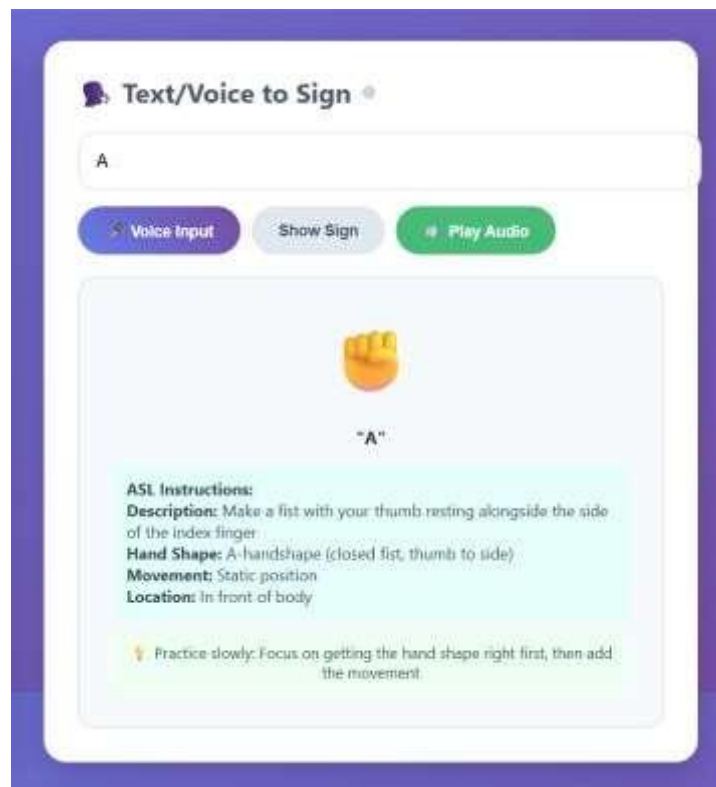 Text/Voice to Sign
A
Voice Input
Show Sign
Play Audio
"A"
ASL Instructions:
Description: Make a fist with your thumb resting alongside the side
of the index finger
Hand Shape: A-handshape (closed fist, thumb to side)
Movement: Static position
Location: In front of body
Practice slowly: Focus on getting the hand shape right first, then add
the movement